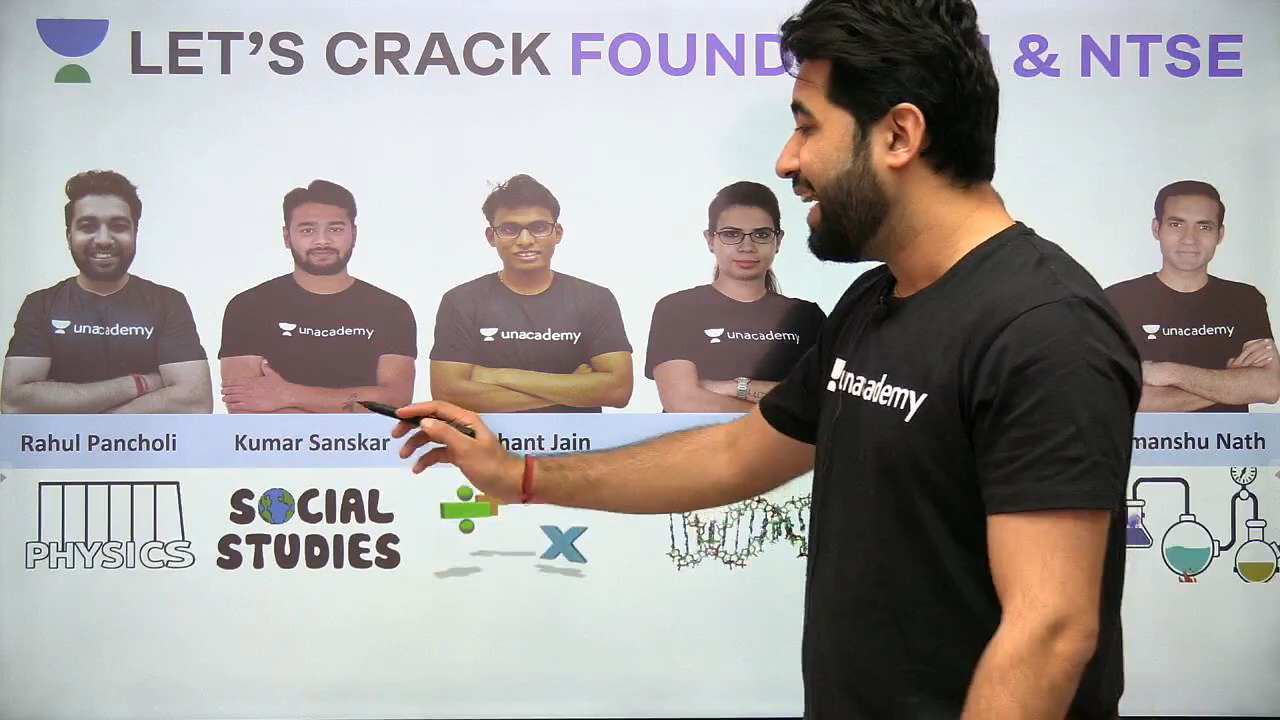 LET'S CRACK FOUND & NTSE
unacademy
unacademy
unacademy
unacademy
unacademy
unacademy
Rahul Pancholi
Kumar Sanskar
hant Jain
manshu Nath
PHYSICS
SOCIAL
STUDIES